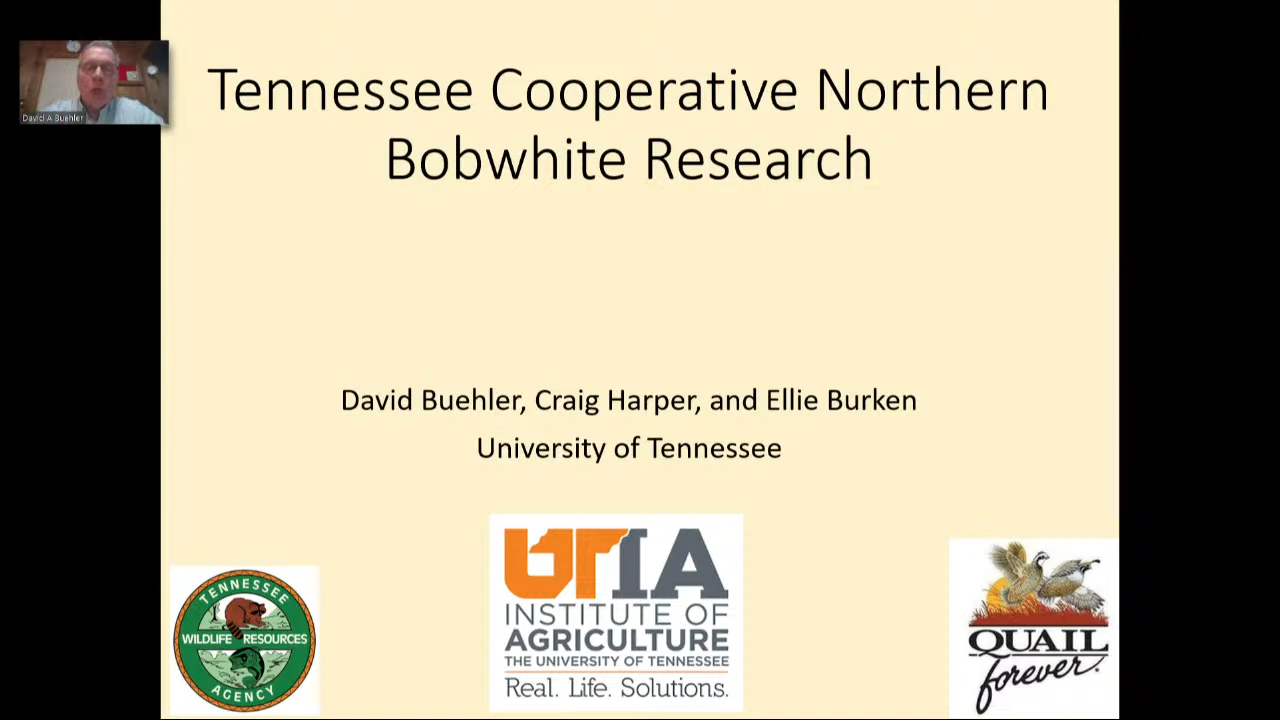 David A Buehler
Tennessee Cooperative Northern
Bobwhite Research
David Buehler, Craig Harper, and Ellie Burken
University of Tennessee
TENNESSEE
WILDLIFE RESOURCES
AGENCY
UTIA
INSTITUTE OF
AGRICULTURE
THE UNIVERSITY OF TENNESSEE
Real. Life. Solutions.
QUAIL
forever